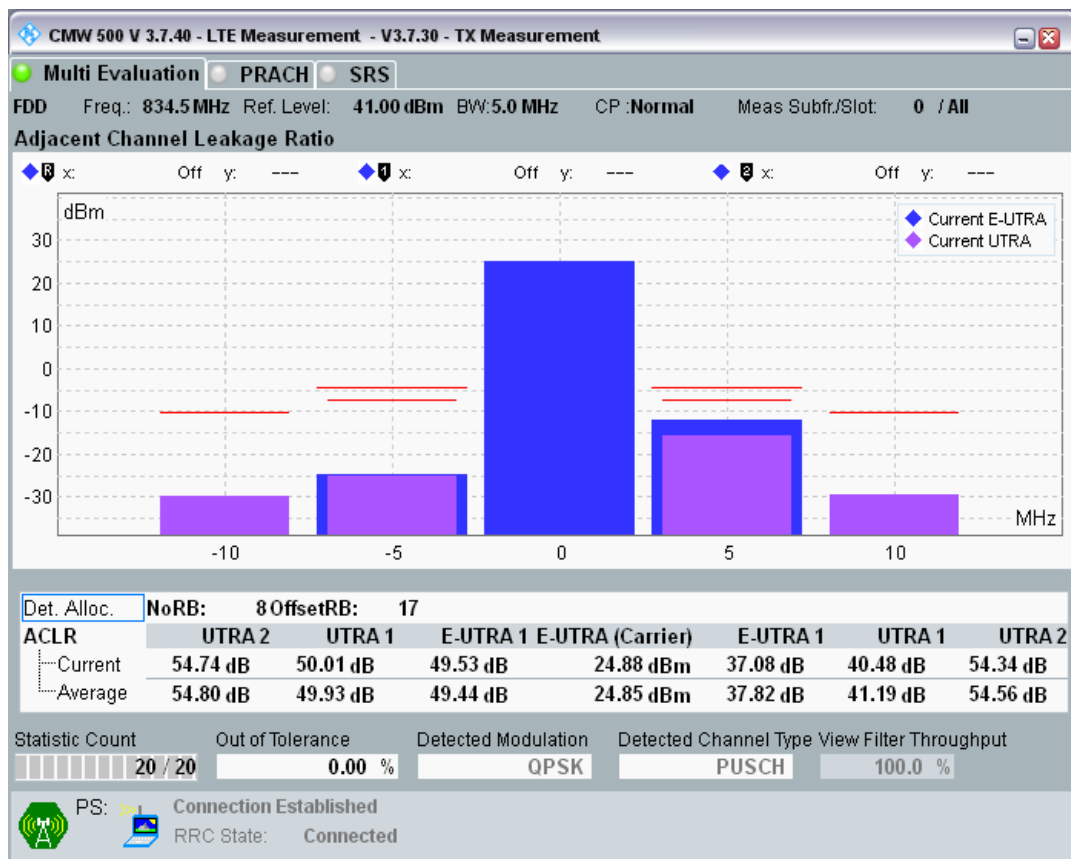 CMW 500 V 3.7.40 - LTE Measurement - V3.7.30 - TX Measurement
Multi Evaluation PRACH SRS
FDD Freq.: 834.5 MHz Ref. Level: 41.00 dBm BW:5.0 MHz CP :Normal Meas Subfr./Slot: 0 / All
Adjacent Channel Leakage Ratio
R x: Off y: --- 1 x: Off y: --- 2 x: Off y: ---
dBm
Current E-UTRA
Current UTRA
30
20
10
0
-10
-20
-30
MHz
-10 -5 0 5 10
Det. Alloc. NoRB: 8 OffsetRB: 17
ACLR UTRA 2 UTRA 1 E-UTRA 1 E-UTRA (Carrier) E-UTRA 1 UTRA 1 UTRA 2
Current 54.74 dB 50.01 dB 49.53 dB 24.88 dBm 37.08 dB 40.48 dB 54.34 dB
Average 54.80 dB 49.93 dB 49.44 dB 24.85 dBm 37.82 dB 41.19 dB 54.56 dB
Statistic Count Out of Tolerance Detected Modulation Detected Channel Type View Filter Throughput
20 / 20 0.00 % QPSK PUSCH 100.0 %
PS: Connection Established
RRC State: Connected